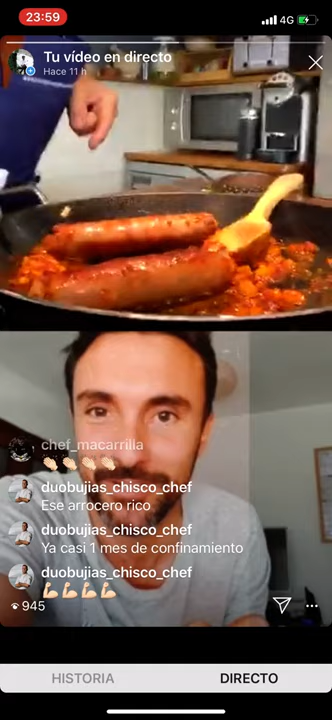 23:59
4G
Tu vídeo en directo
Hace 11 h
chef_macarrilla
👏🏻👏🏻👏🏻👏🏻
duobujias_chisco_chef
Ese arrocero rico
duobujias_chisco_chef
Ya casi 1 mes de confinamiento
duobujias_chisco_chef
💪🏻💪🏻💪🏻💪🏻
945
HISTORIA
DIRECTO